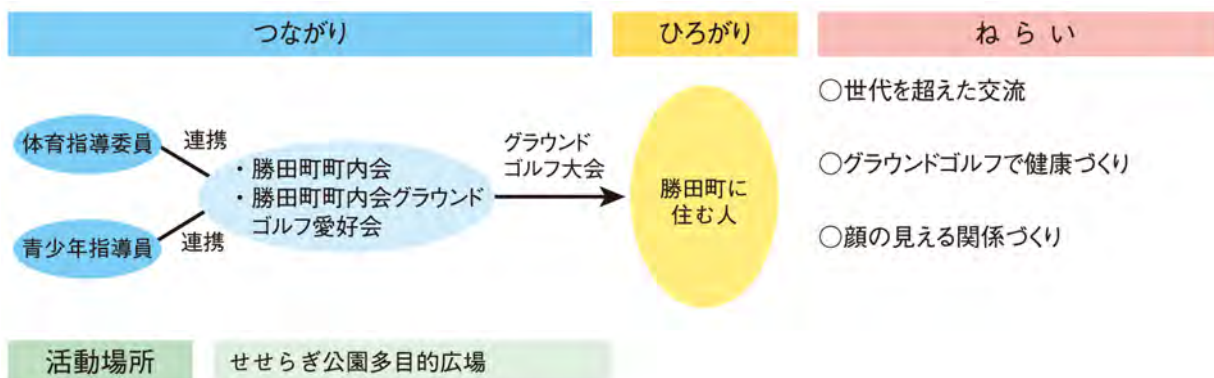 つながり
ひろがり
ねらい
体育指導委員
連携
・勝田町町内会
・勝田町町内会グラウンド
ゴルフ愛好会
青少年指導員
連携
グラウンド
ゴルフ大会
勝田町に
住む人
○世代を超えた交流
○グラウンドゴルフで健康づくり
○顔の見える関係づくり
活動場所
せせらぎ公園多目的広場